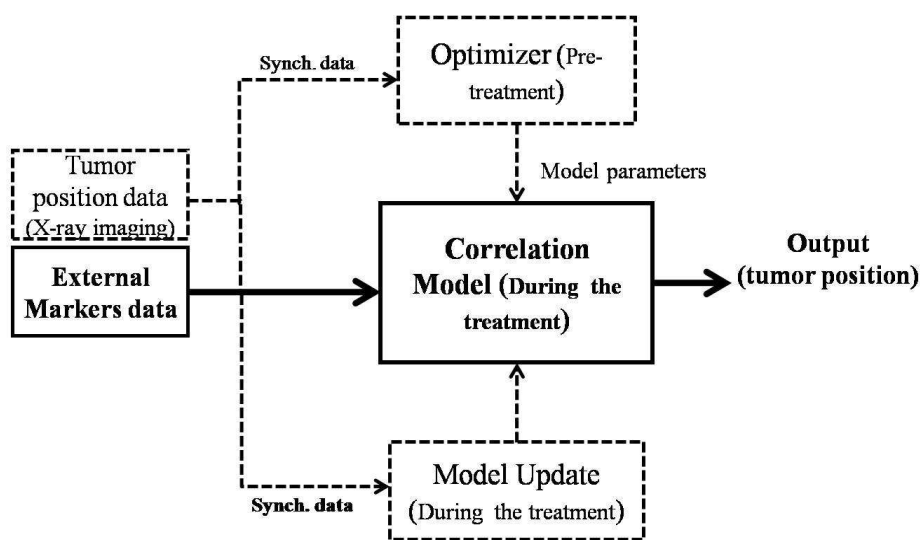 Synch. data
Optimizer (Pre-
treatment)
Tumor
position data
(X-ray imaging)
Model parameters
External
Markers data
Correlation
Model (During the
treatment)
Output
(tumor position)
Synch. data
Model Update
(During the treatment)